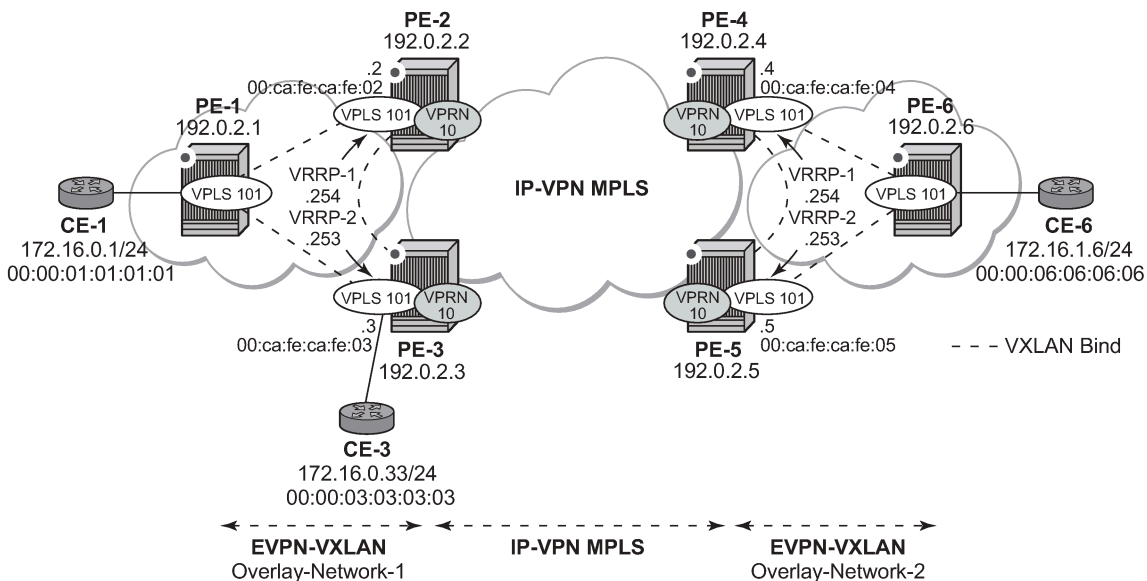 PE-2
192.0.2.2
.2
00:ca:fe:ca:fe:02
VPLS 101
VPRN
10
PE-4
192.0.2.4
.4
00:ca:fe:ca:fe:04
VPRN
10
VPLS 101
PE-1
192.0.2.1
VPLS 101
CE-1
172.16.0.1/24
00:00:01:01:01:01
VRRP-1
.254
VRRP-2
.253
IP-VPN MPLS
VRRP-1
.254
VRRP-2
.253
PE-6
192.0.2.6
VPLS 101
CE-6
172.16.1.6/24
00:00:06:06:06:06
VPLS 101
VPRN
10
.3
00:ca:fe:ca:fe:03
PE-3
192.0.2.3
VPRN
10
VPLS 101
.5
00:ca:fe:ca:fe:05
PE-5
192.0.2.5
VXLAN Bind
CE-3
172.16.0.33/24
00:00:03:03:03:03
EVPN-VXLAN
Overlay-Network-1
IP-VPN MPLS
EVPN-VXLAN
Overlay-Network-2